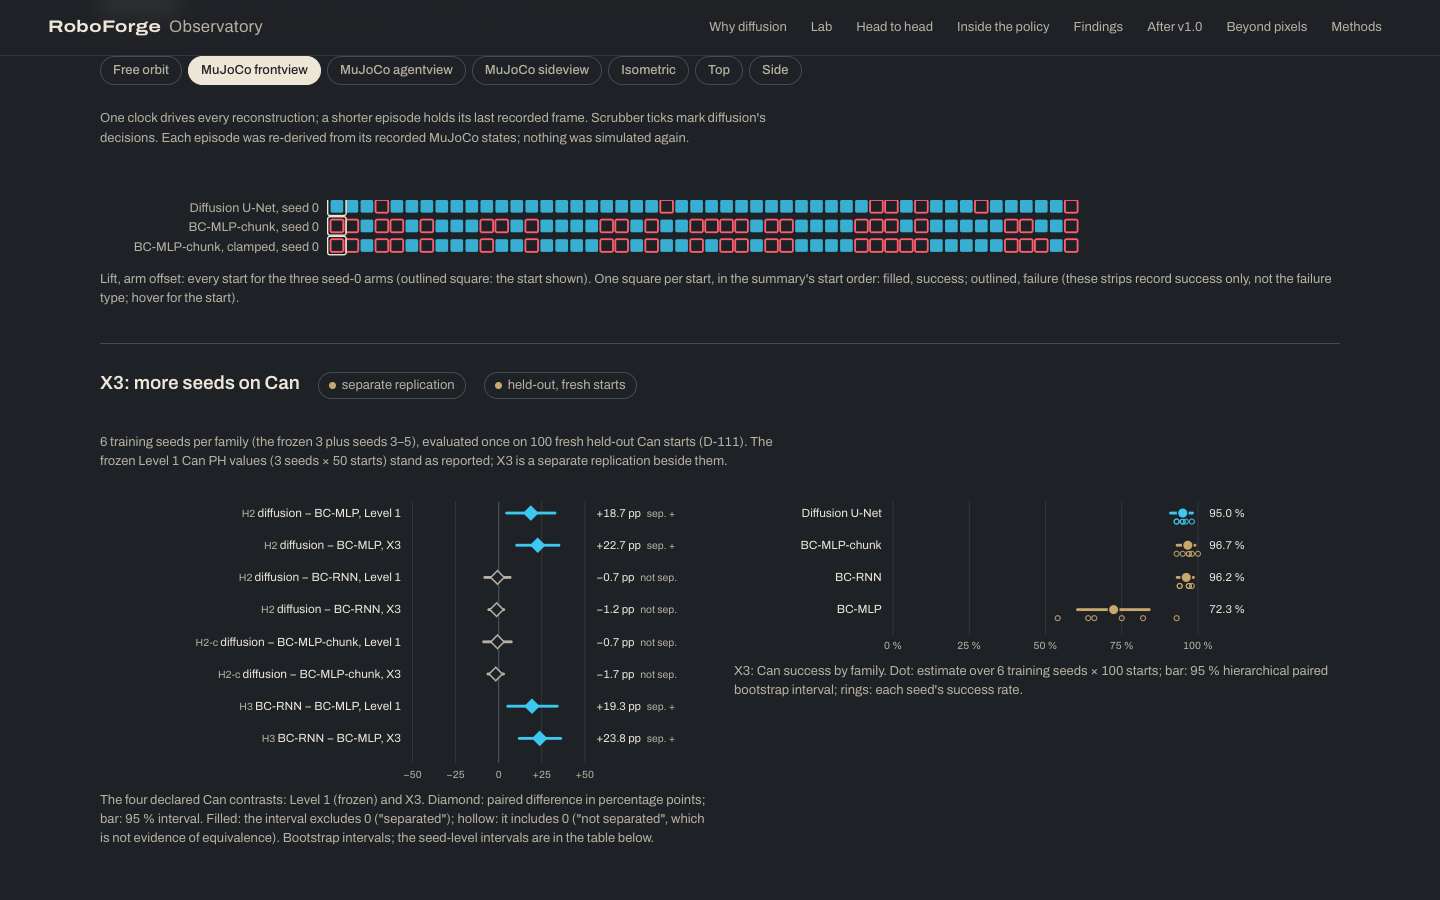 RoboForge Observatory
Why diffusion Lab Head to head Inside the policy Findings After v1.0 Beyond pixels Methods
Free orbit MuJoCo frontview MuJoCo agentview MuJoCo sideview Isometric Top Side
One clock drives every reconstruction; a shorter episode holds its last recorded frame. Scrubber ticks mark diffusion's
decisions. Each episode was re-derived from its recorded MuJoCo states; nothing was simulated again.
Diffusion U-Net, seed 0
BC-MLP-chunk, seed 0
BC-MLP-chunk, clamped, seed 0
Lift, arm offset: every start for the three seed-0 arms (outlined square: the start shown). One square per start, in the summary's start order: filled, success; outlined, failure (these strips record success only, not the failure
type; hover for the start).
X3: more seeds on Can separate replication held-out, fresh starts
6 training seeds per family (the frozen 3 plus seeds 3–5), evaluated once on 100 fresh held-out Can starts (D-111). The
frozen Level 1 Can PH values (3 seeds × 50 starts) stand as reported; X3 is a separate replication beside them.
H2 diffusion – BC-MLP, Level 1 +18.7 pp sep. +
H2 diffusion – BC-MLP, X3 +22.7 pp sep. +
H2 diffusion – BC-RNN, Level 1 −0.7 pp not sep.
H2 diffusion – BC-RNN, X3 −1.2 pp not sep.
H2-c diffusion – BC-MLP-chunk, Level 1 −0.7 pp not sep.
H2-c diffusion – BC-MLP-chunk, X3 −1.7 pp not sep.
H3 BC-RNN – BC-MLP, Level 1 +19.3 pp sep. +
H3 BC-RNN – BC-MLP, X3 +23.8 pp sep. +
−50 −25 0 +25 +50
The four declared Can contrasts: Level 1 (frozen) and X3. Diamond: paired difference in percentage points;
bar: 95 % interval. Filled: the interval excludes 0 ("separated"); hollow: it includes 0 ("not separated", which
is not evidence of equivalence). Bootstrap intervals; the seed-level intervals are in the table below.
Diffusion U-Net 95.0 %
BC-MLP-chunk 96.7 %
BC-RNN 96.2 %
BC-MLP 72.3 %
0 % 25 % 50 % 75 % 100 %
X3: Can success by family. Dot: estimate over 6 training seeds × 100 starts; bar: 95 % hierarchical paired
bootstrap interval; rings: each seed's success rate.